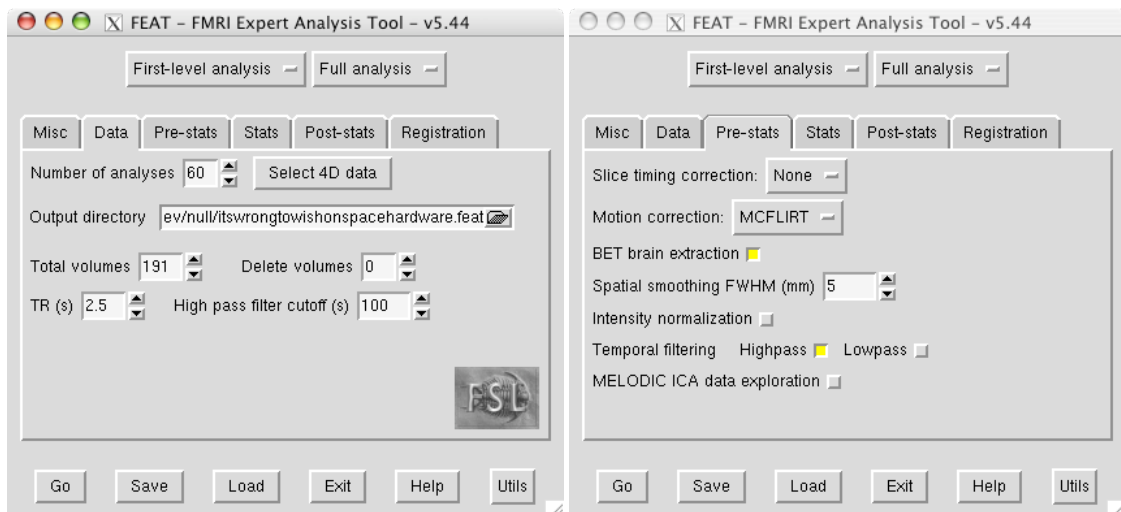 FEAT - FMRI Expert Analysis Tool - v5.44
First-level analysis Full analysis
Misc Data Pre-stats Stats Post-stats Registration
Number of analyses 60 Select 4D data
Output directory ev/null/itswrongtowishonspacehardware.feat
Total volumes 191 Delete volumes 0
TR (s) 2.5 High pass filter cutoff (s) 100
FSL
Go Save Load Exit Help Utils
FEAT - FMRI Expert Analysis Tool - v5.44
First-level analysis Full analysis
Misc Data Pre-stats Stats Post-stats Registration
Slice timing correction: None
Motion correction: MCFLIRT
BET brain extraction
Spatial smoothing FWHM (mm) 5
Intensity normalization
Temporal filtering Highpass Lowpass
MELODIC ICA data exploration
Go Save Load Exit Help Utils